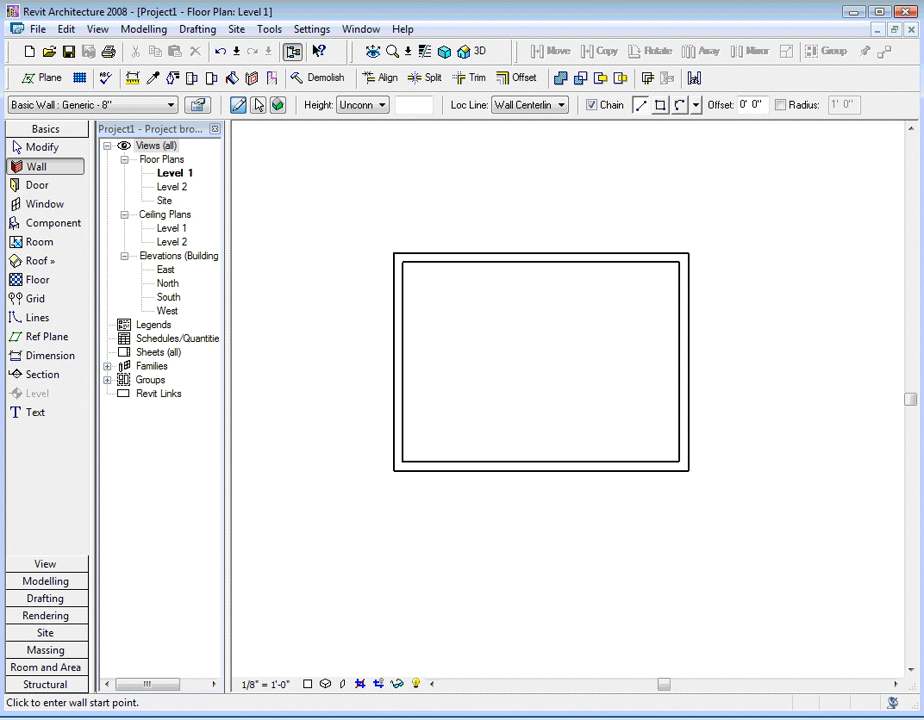 Revit Architecture 2008 - [Project1 - Floor Plan: Level 1]
File Edit View Modelling Drafting Site Tools Settings Window Help
3D Move Copy Rotate Array Mirror Group
Plane Demolish Align Split Trim Offset
Basic Wall : Generic - 8" Height: Unconn Loc Line: Wall Centerlin Chain Offset: 0' 0" Radius: 1' 0"
Basics
Modify
Wall
Door
Window
Component
Room
Roof »
Floor
Grid
Lines
Ref Plane
Dimension
Section
Level
Text
View
Modelling
Drafting
Rendering
Site
Massing
Room and Area
Structural
Project1 - Project bro...
Views (all)
Floor Plans
Level 1
Level 2
Site
Ceiling Plans
Level 1
Level 2
Elevations (Building
East
North
South
West
Legends
Schedules/Quantitie
Sheets (all)
Families
Groups
Revit Links
1/8" = 1'-0"
Click to enter wall start point.